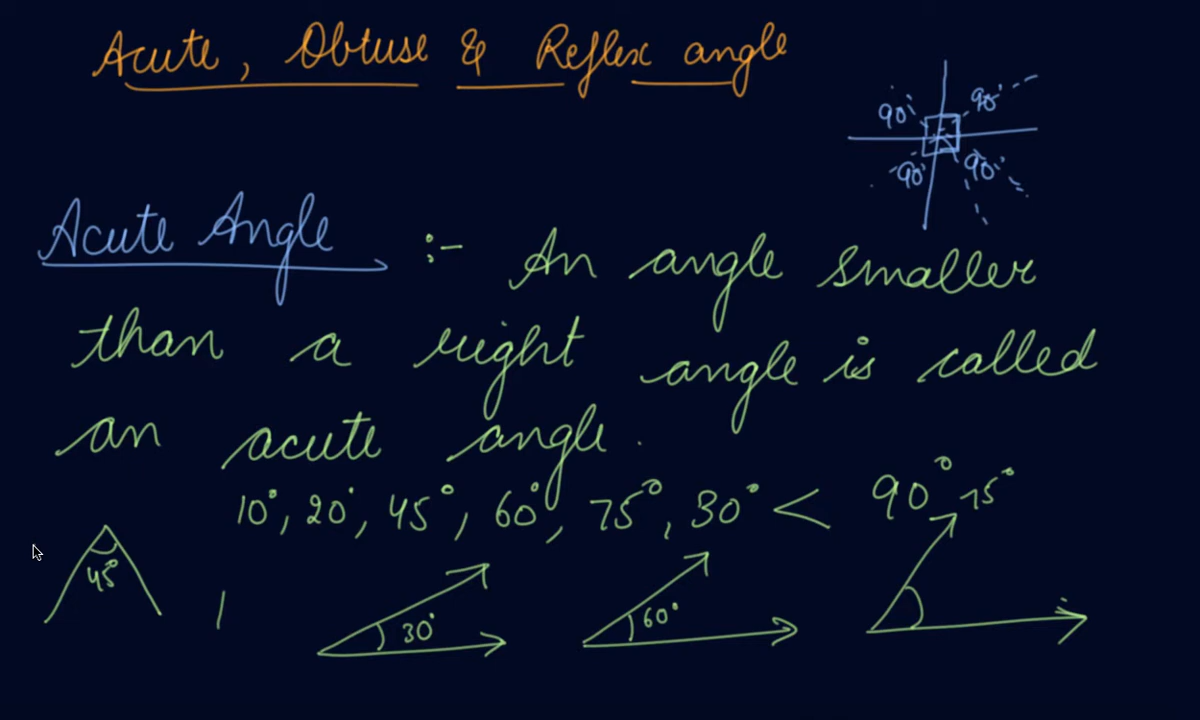 Acute, Obtuse & Reflex angle
90° 90°
90° 90°
Acute Angle :- An angle smaller
than a right angle is called
an acute angle.
10°, 20°, 45°, 60°, 75°, 30° < 90°
75°
45° 30° 60°